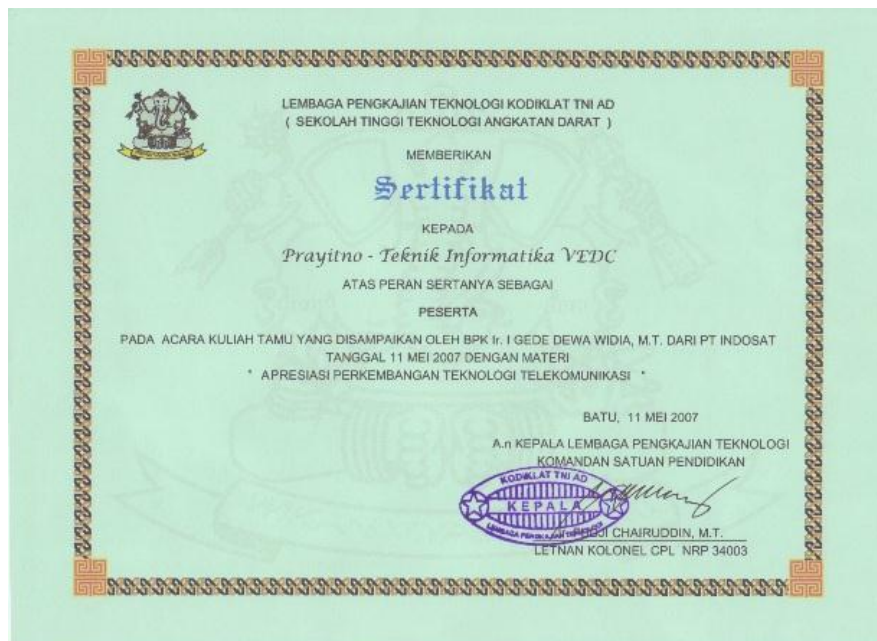 LEMBAGA PENGKAJIAN TEKNOLOGI KODIKLAT TNI AD
( SEKOLAH TINGGI TEKNOLOGI ANGKATAN DARAT )
MEMBERIKAN
Sertifikat
KEPADA
Prayitno - Teknik Informatika VEDC
ATAS PERAN SERTANYA SEBAGAI
PESERTA
PADA ACARA KULIAH TAMU YANG DISAMPAIKAN OLEH BPK Ir. I GEDE DEWA WIDIA, M.T. DARI PT INDOSAT
TANGGAL 11 MEI 2007 DENGAN MATERI
" APRESIASI PERKEMBANGAN TEKNOLOGI TELEKOMUNIKASI "
BATU, 11 MEI 2007
A.n KEPALA LEMBAGA PENGKAJIAN TEKNOLOGI
KOMANDAN SATUAN PENDIDIKAN
KODIKLAT TNI AD
KEPALA
LEMBAGA PENGKAJIAN
CHAIRUDDIN, M.T.
LETNAN KOLONEL CPL NRP 34003